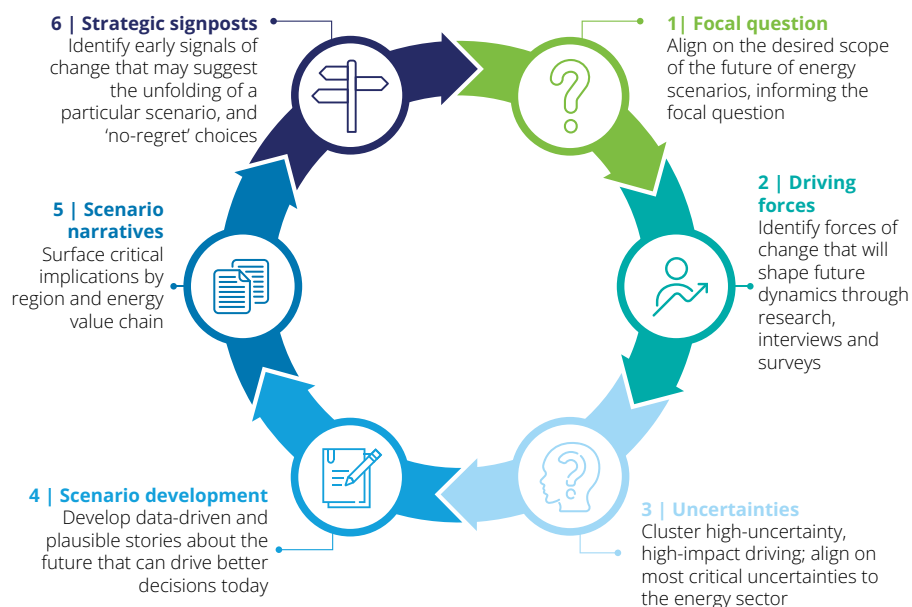 1| Focal question
Align on the desired scope
of the future of energy
scenarios, informing the
focal question
2 | Driving
forces
Identify forces of
change that will
shape future
dynamics through
research,
interviews and
surveys
3 | Uncertainties
Cluster high-uncertainty,
high-impact driving; align on
most critical uncertainties to
the energy sector
4 | Scenario development
Develop data-driven and
plausible stories about the
future that can drive better
decisions today
5 | Scenario
narratives
Surface critical
implications by
region and energy
value chain
6 | Strategic signposts
Identify early signals of
change that may suggest
the unfolding of a
particular scenario, and
‘no-regret’ choices